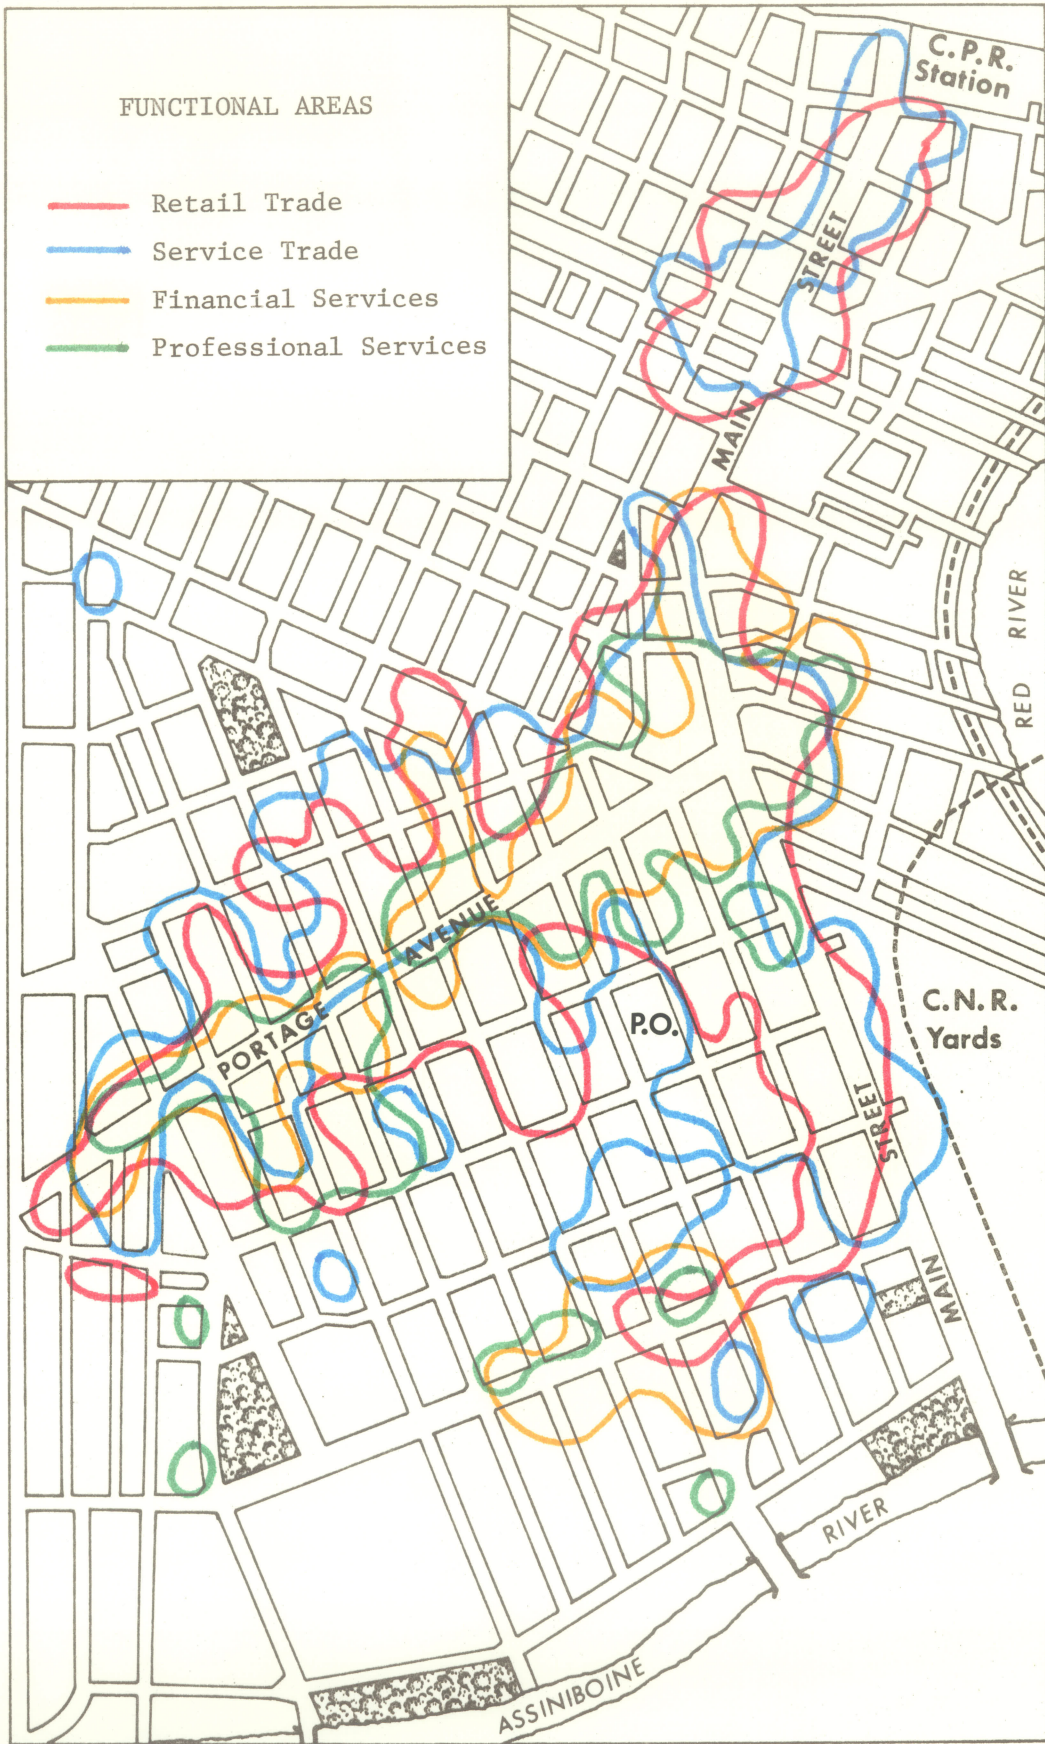 FUNCTIONAL AREAS
Retail Trade
Service Trade
Financial Services
Professional Services
C.P.R.
Station
STREET
MAIN
RED RIVER
AVENUE
PORTAGE
P.O.
C.N.R.
Yards
STREET
MAIN
RIVER
ASSINIBOINE